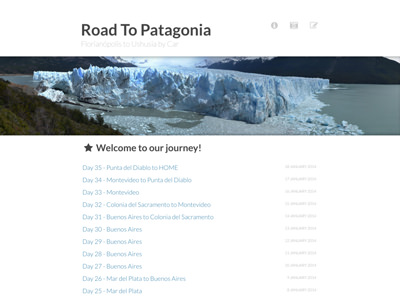 Road To Patagonia
Florianópolis to Ushuaia by Car
Welcome to our journey!
Day 35 - Punta del Diablo to HOME
Day 34 - Montevideo to Punta del Diablo
Day 33 - Montevideo
Day 32 - Colonia del Sacramento to Montevideo
Day 31 - Buenos Aires to Colonia del Sacramento
Day 30 - Buenos Aires
Day 29 - Buenos Aires
Day 28 - Buenos Aires
Day 27 - Buenos Aires
Day 26 - Mar del Plata to Buenos Aires
Day 25 - Mar del Plata